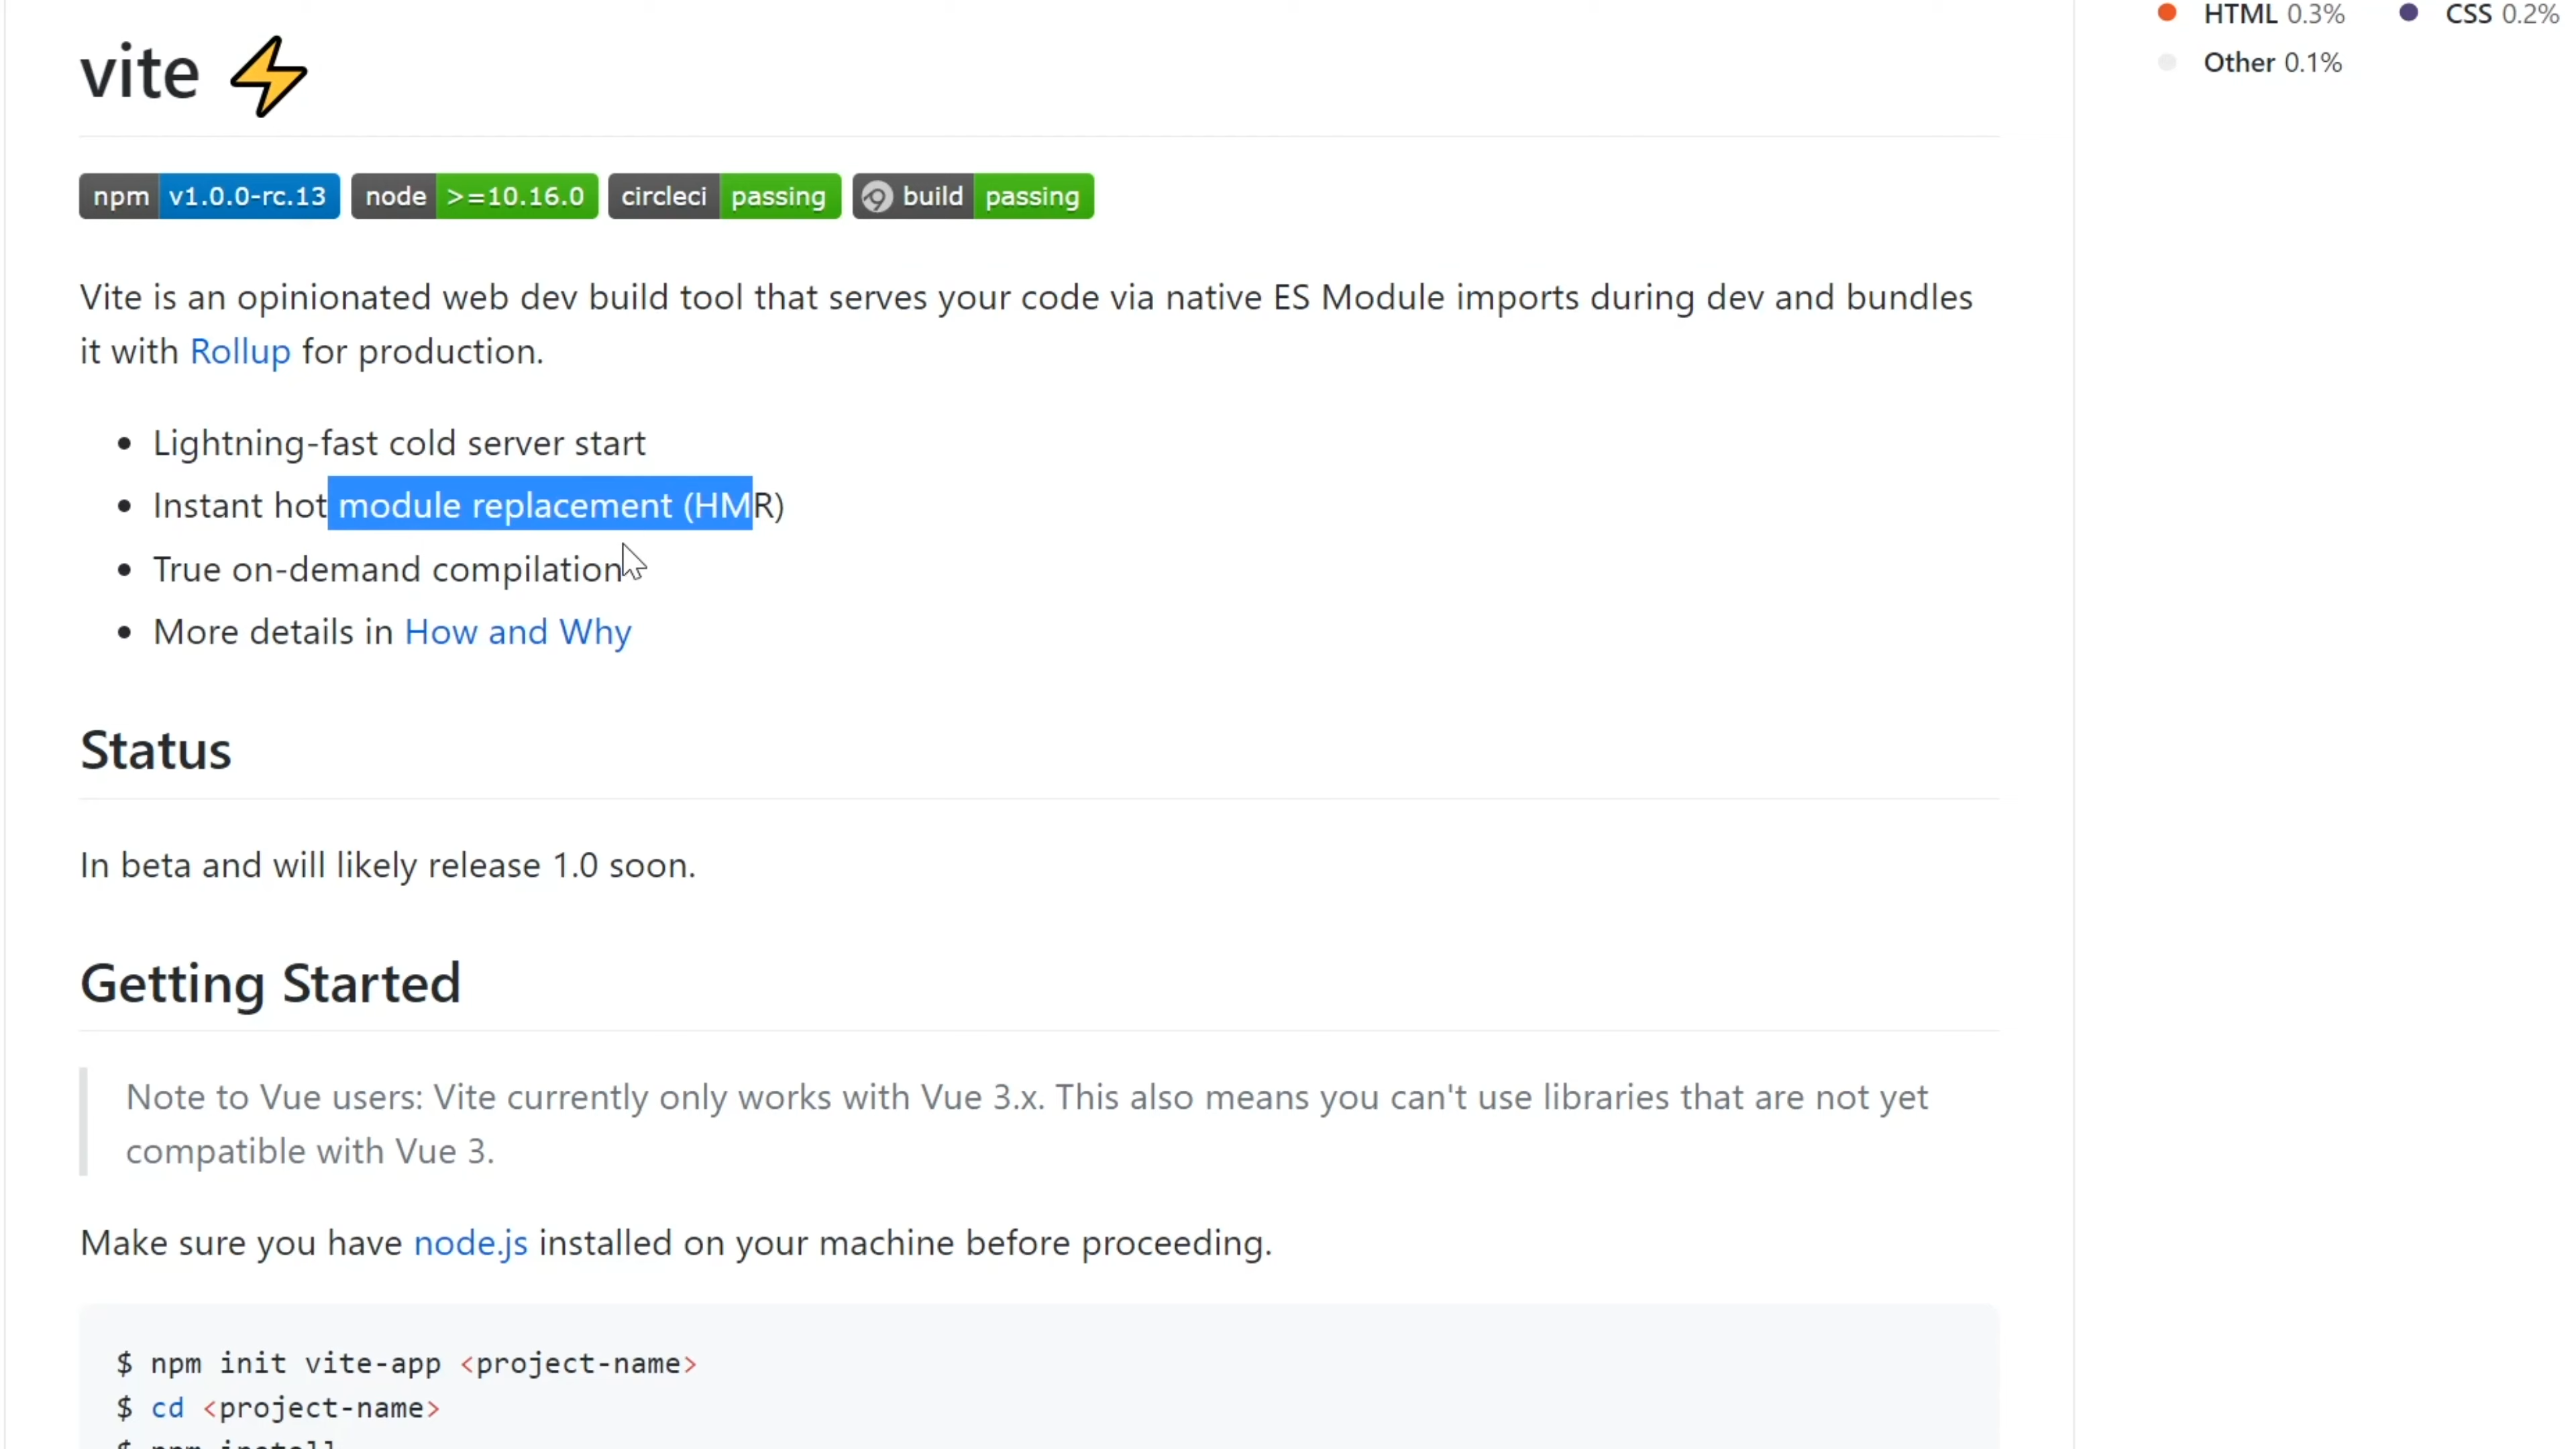 HTML 0.3% CSS 0.2%
Other 0.1%
vite ⚡
npm v1.0.0-rc.13 node >=10.16.0 circleci passing build passing
Vite is an opinionated web dev build tool that serves your code via native ES Module imports during dev and bundles
it with Rollup for production.
• Lightning-fast cold server start
• Instant hot module replacement (HMR)
• True on-demand compilation
• More details in How and Why
Status
In beta and will likely release 1.0 soon.
Getting Started
Note to Vue users: Vite currently only works with Vue 3.x. This also means you can't use libraries that are not yet
compatible with Vue 3.
Make sure you have node.js installed on your machine before proceeding.
$ npm init vite-app <project-name>
$ cd <project-name>
$ npm install